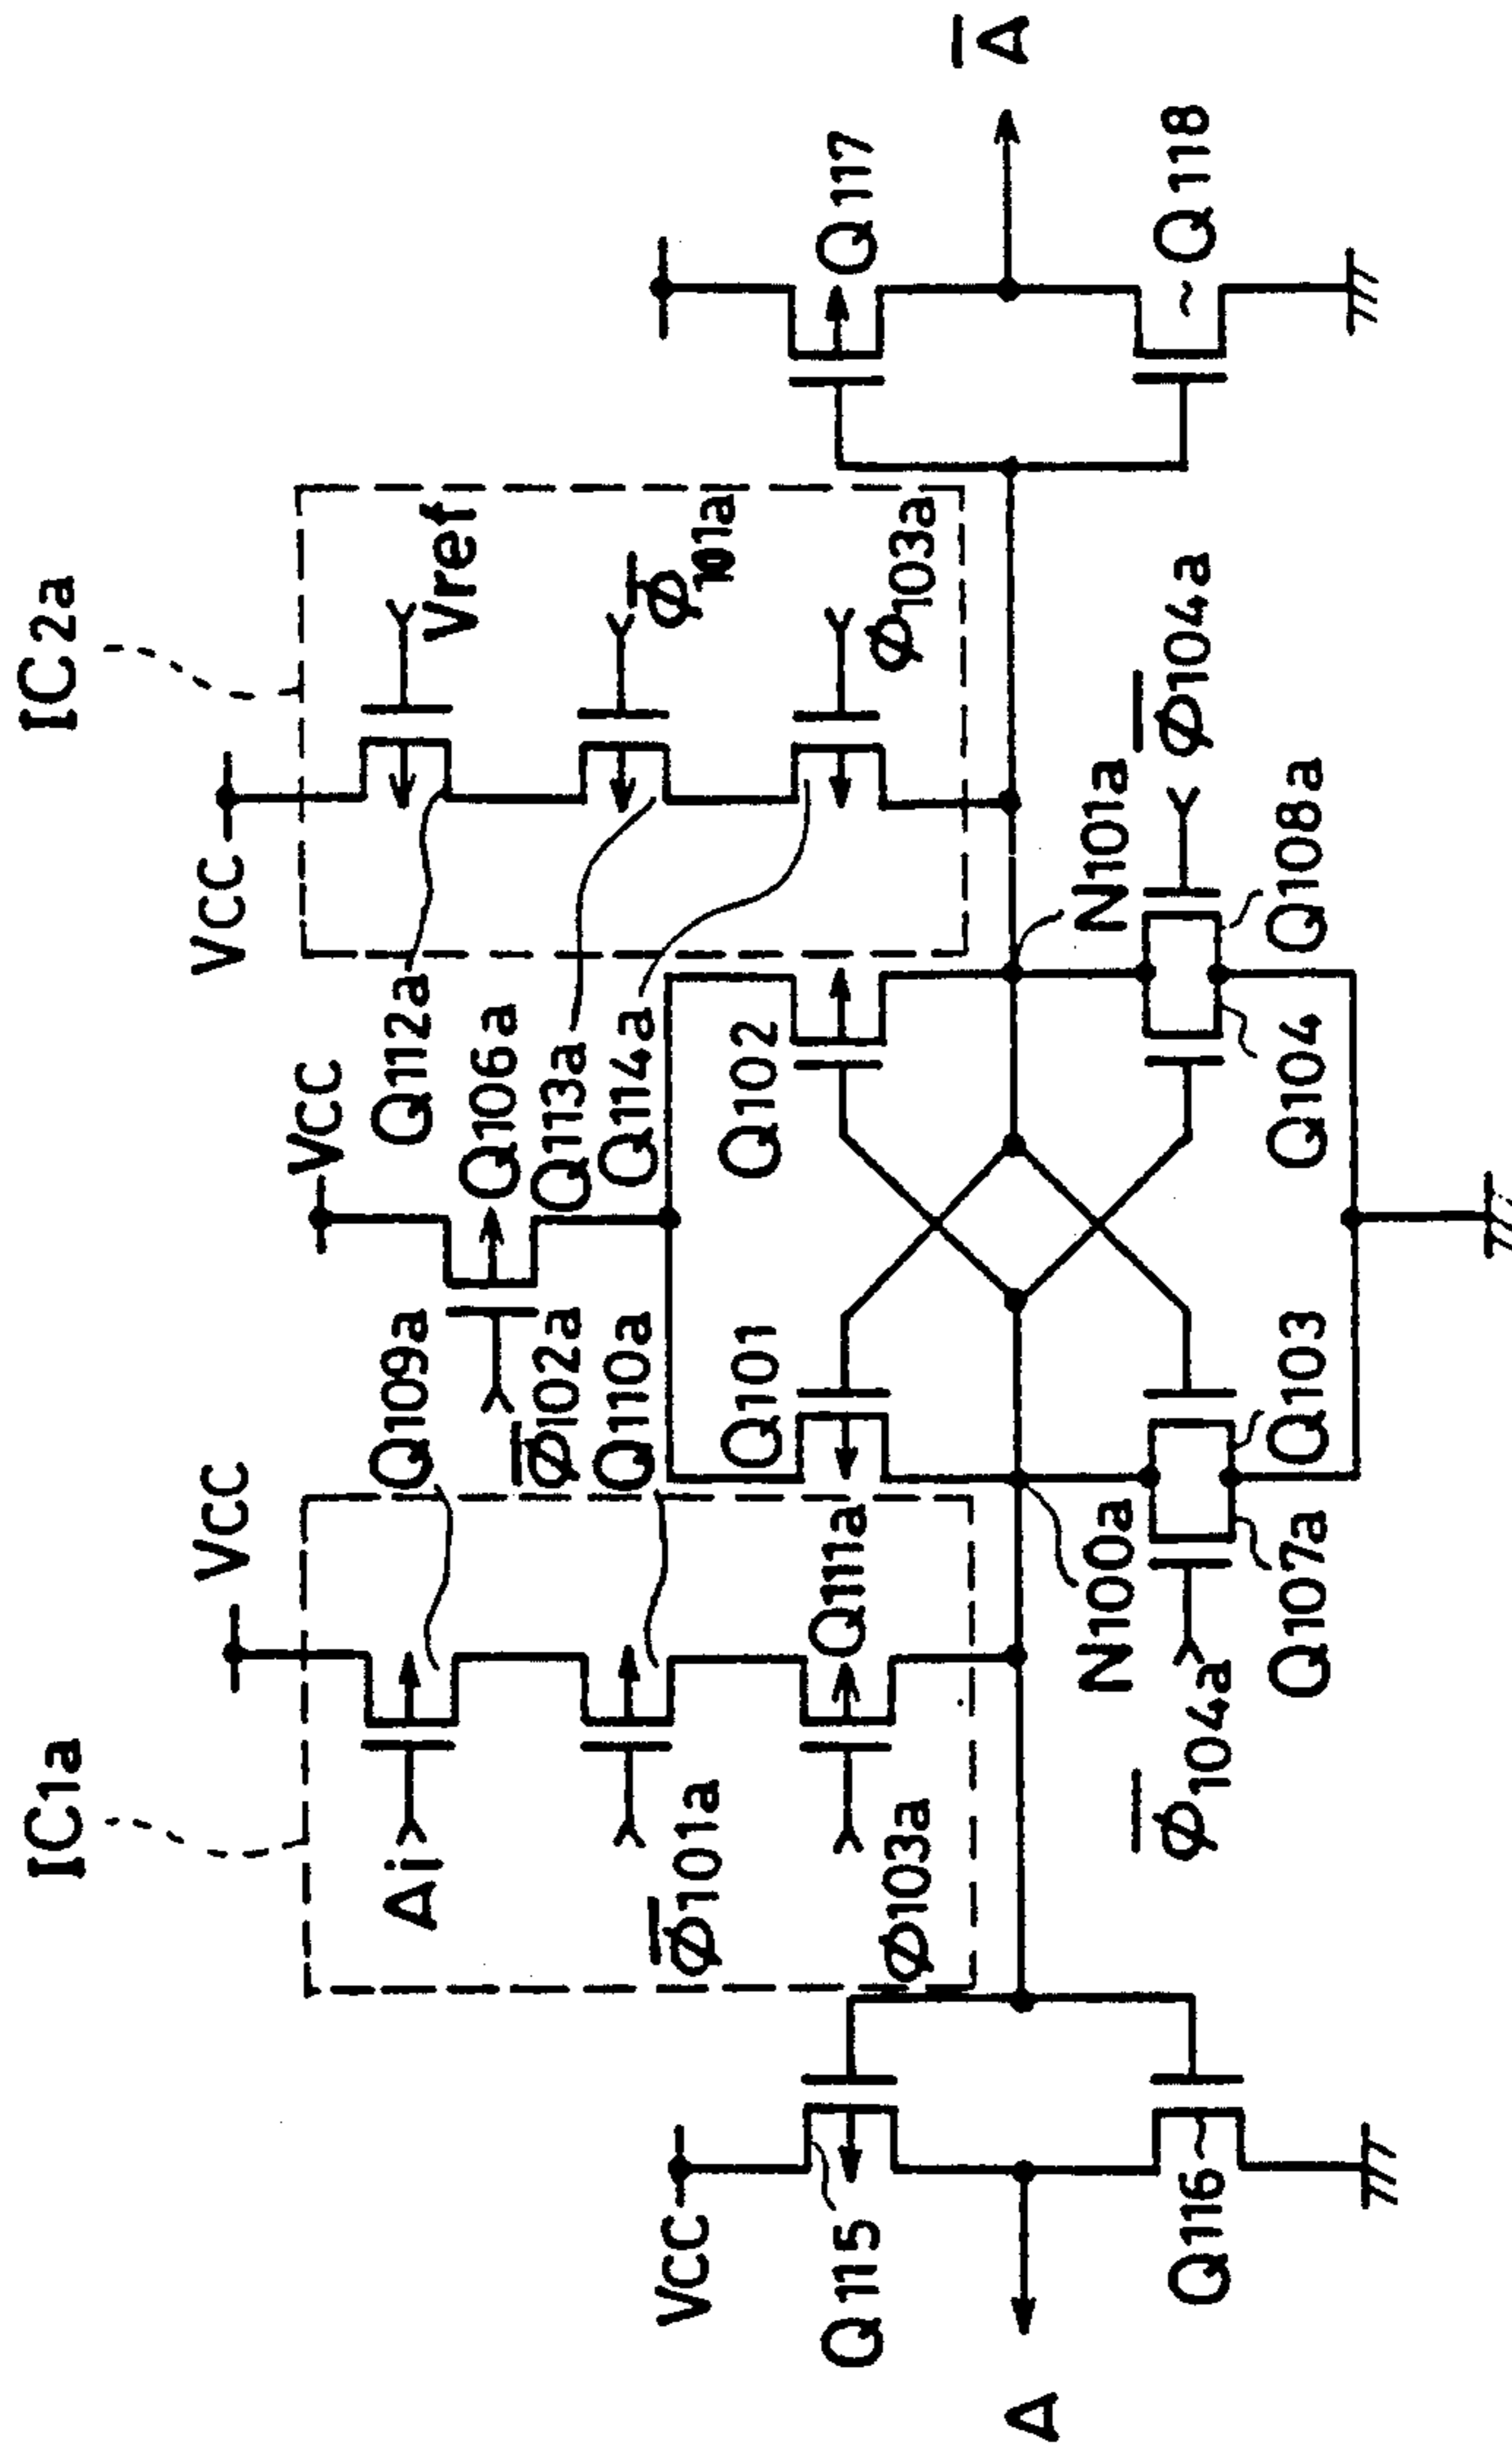 IC1a
IC2a
VCC
VCC
VCC
Ai
Q109a
Q112a
Vref
Q106a
φ̅102a
φ̅101a
Q110a
Q113a
φ̅101a
Q114a
VCC
Q115
φ103a
Q111a
Q101
Q102
φ103a
Q117
A
A̅
N100a
N101a
Q116
φ̅104a
φ̅104a
Q118
Q107a
Q103
Q104
Q108a